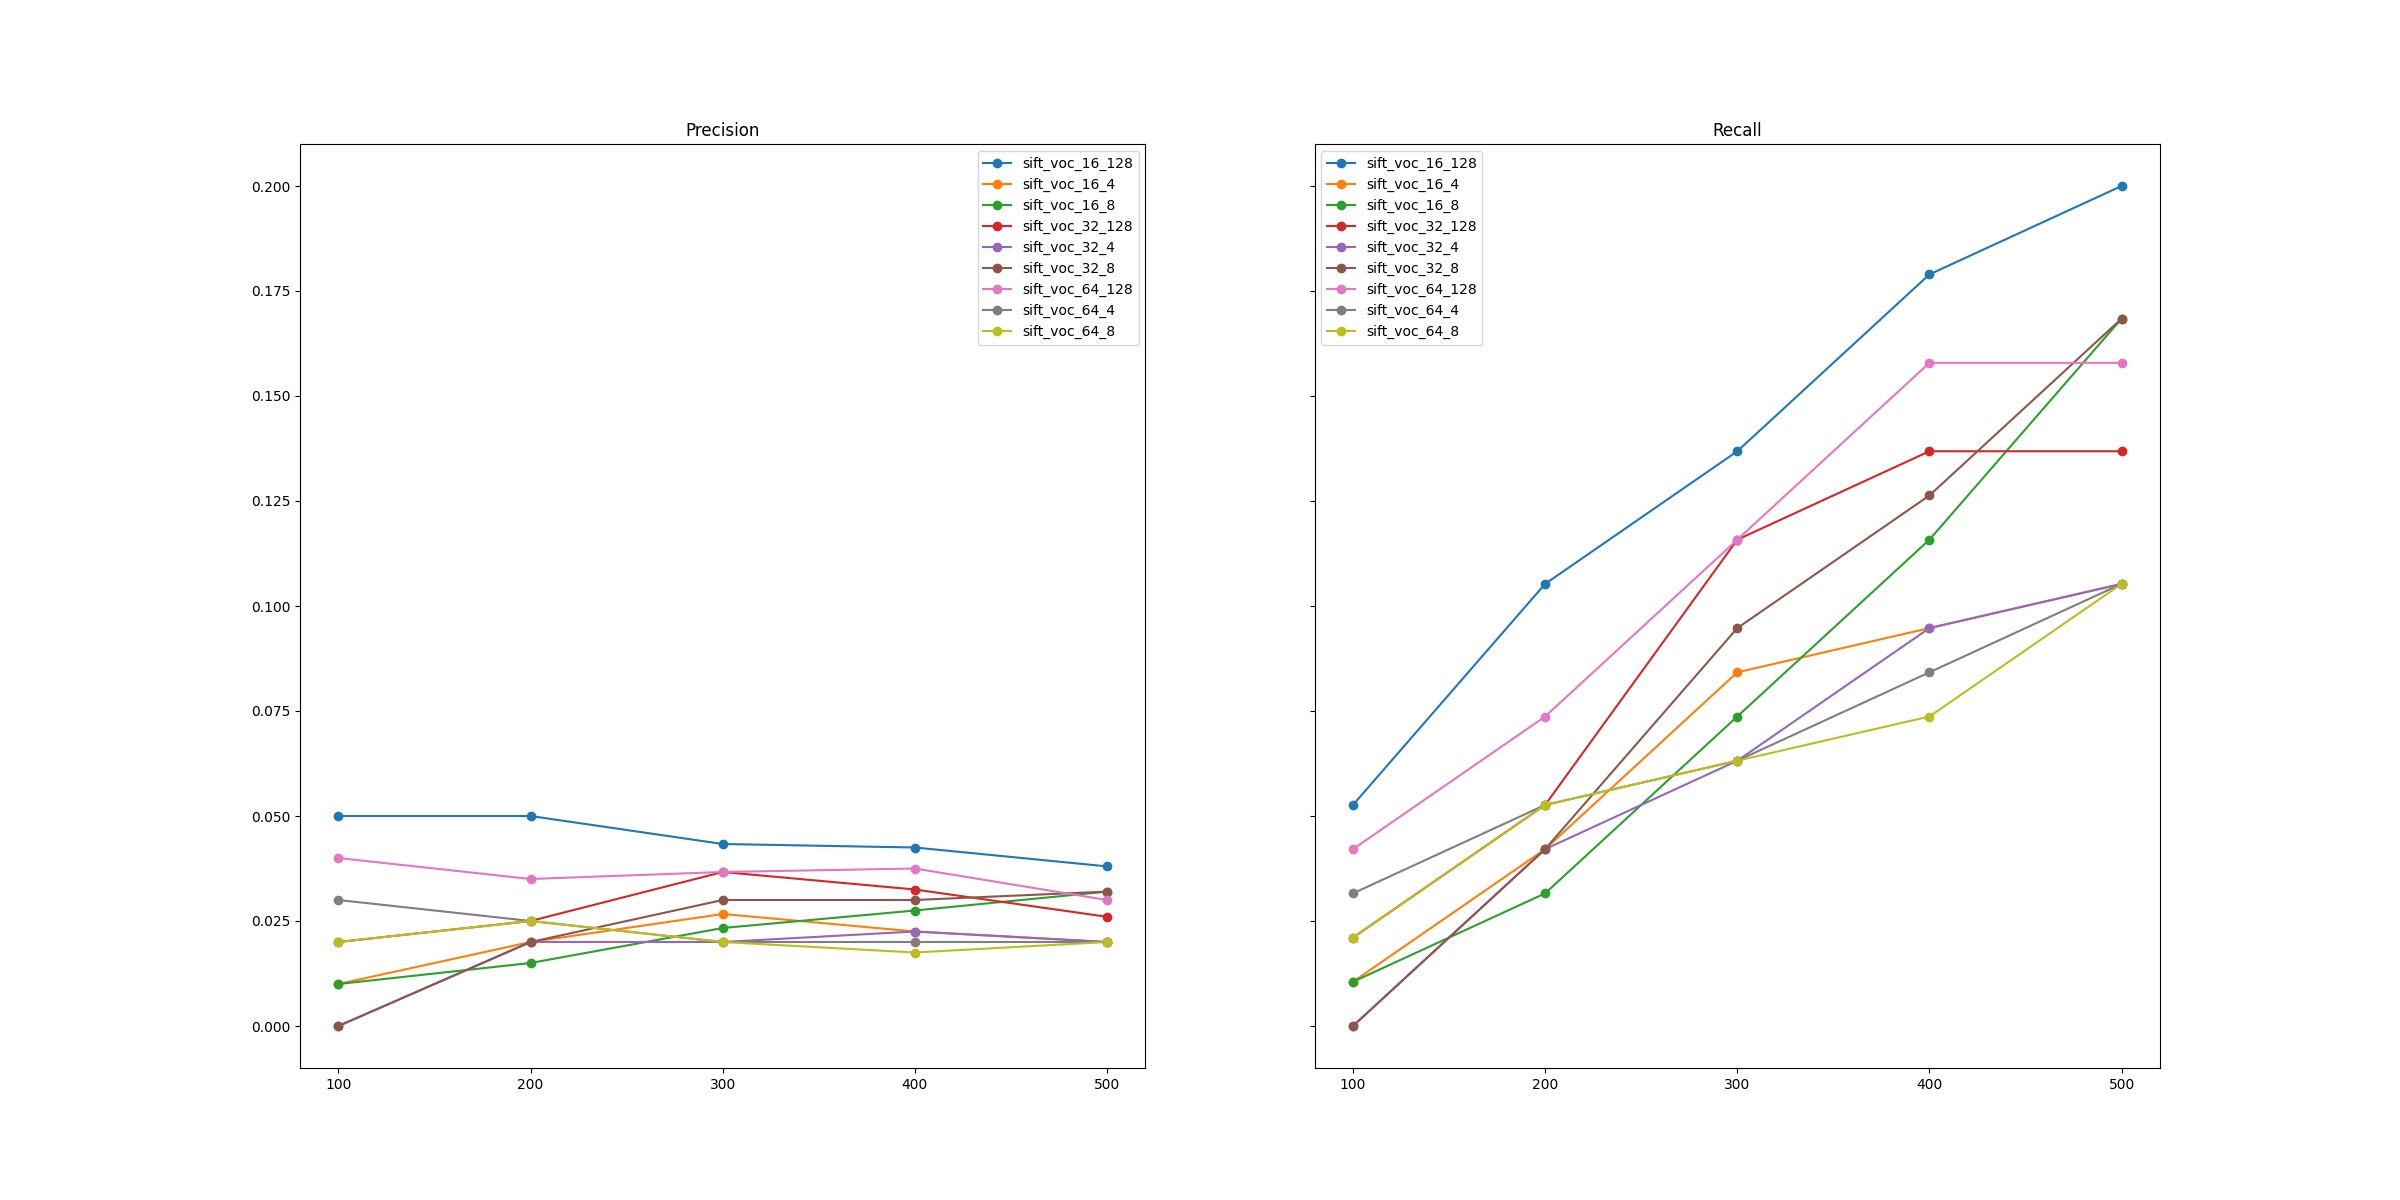 Precision
0.200
0.175
0.150
0.125
0.100
0.075
0.050
0.025
0.000
100 200 300 400 500
sift_voc_16_128
sift_voc_16_4
sift_voc_16_8
sift_voc_32_128
sift_voc_32_4
sift_voc_32_8
sift_voc_64_128
sift_voc_64_4
sift_voc_64_8
Recall
sift_voc_16_128
sift_voc_16_4
sift_voc_16_8
sift_voc_32_128
sift_voc_32_4
sift_voc_32_8
sift_voc_64_128
sift_voc_64_4
sift_voc_64_8
100 200 300 400 500